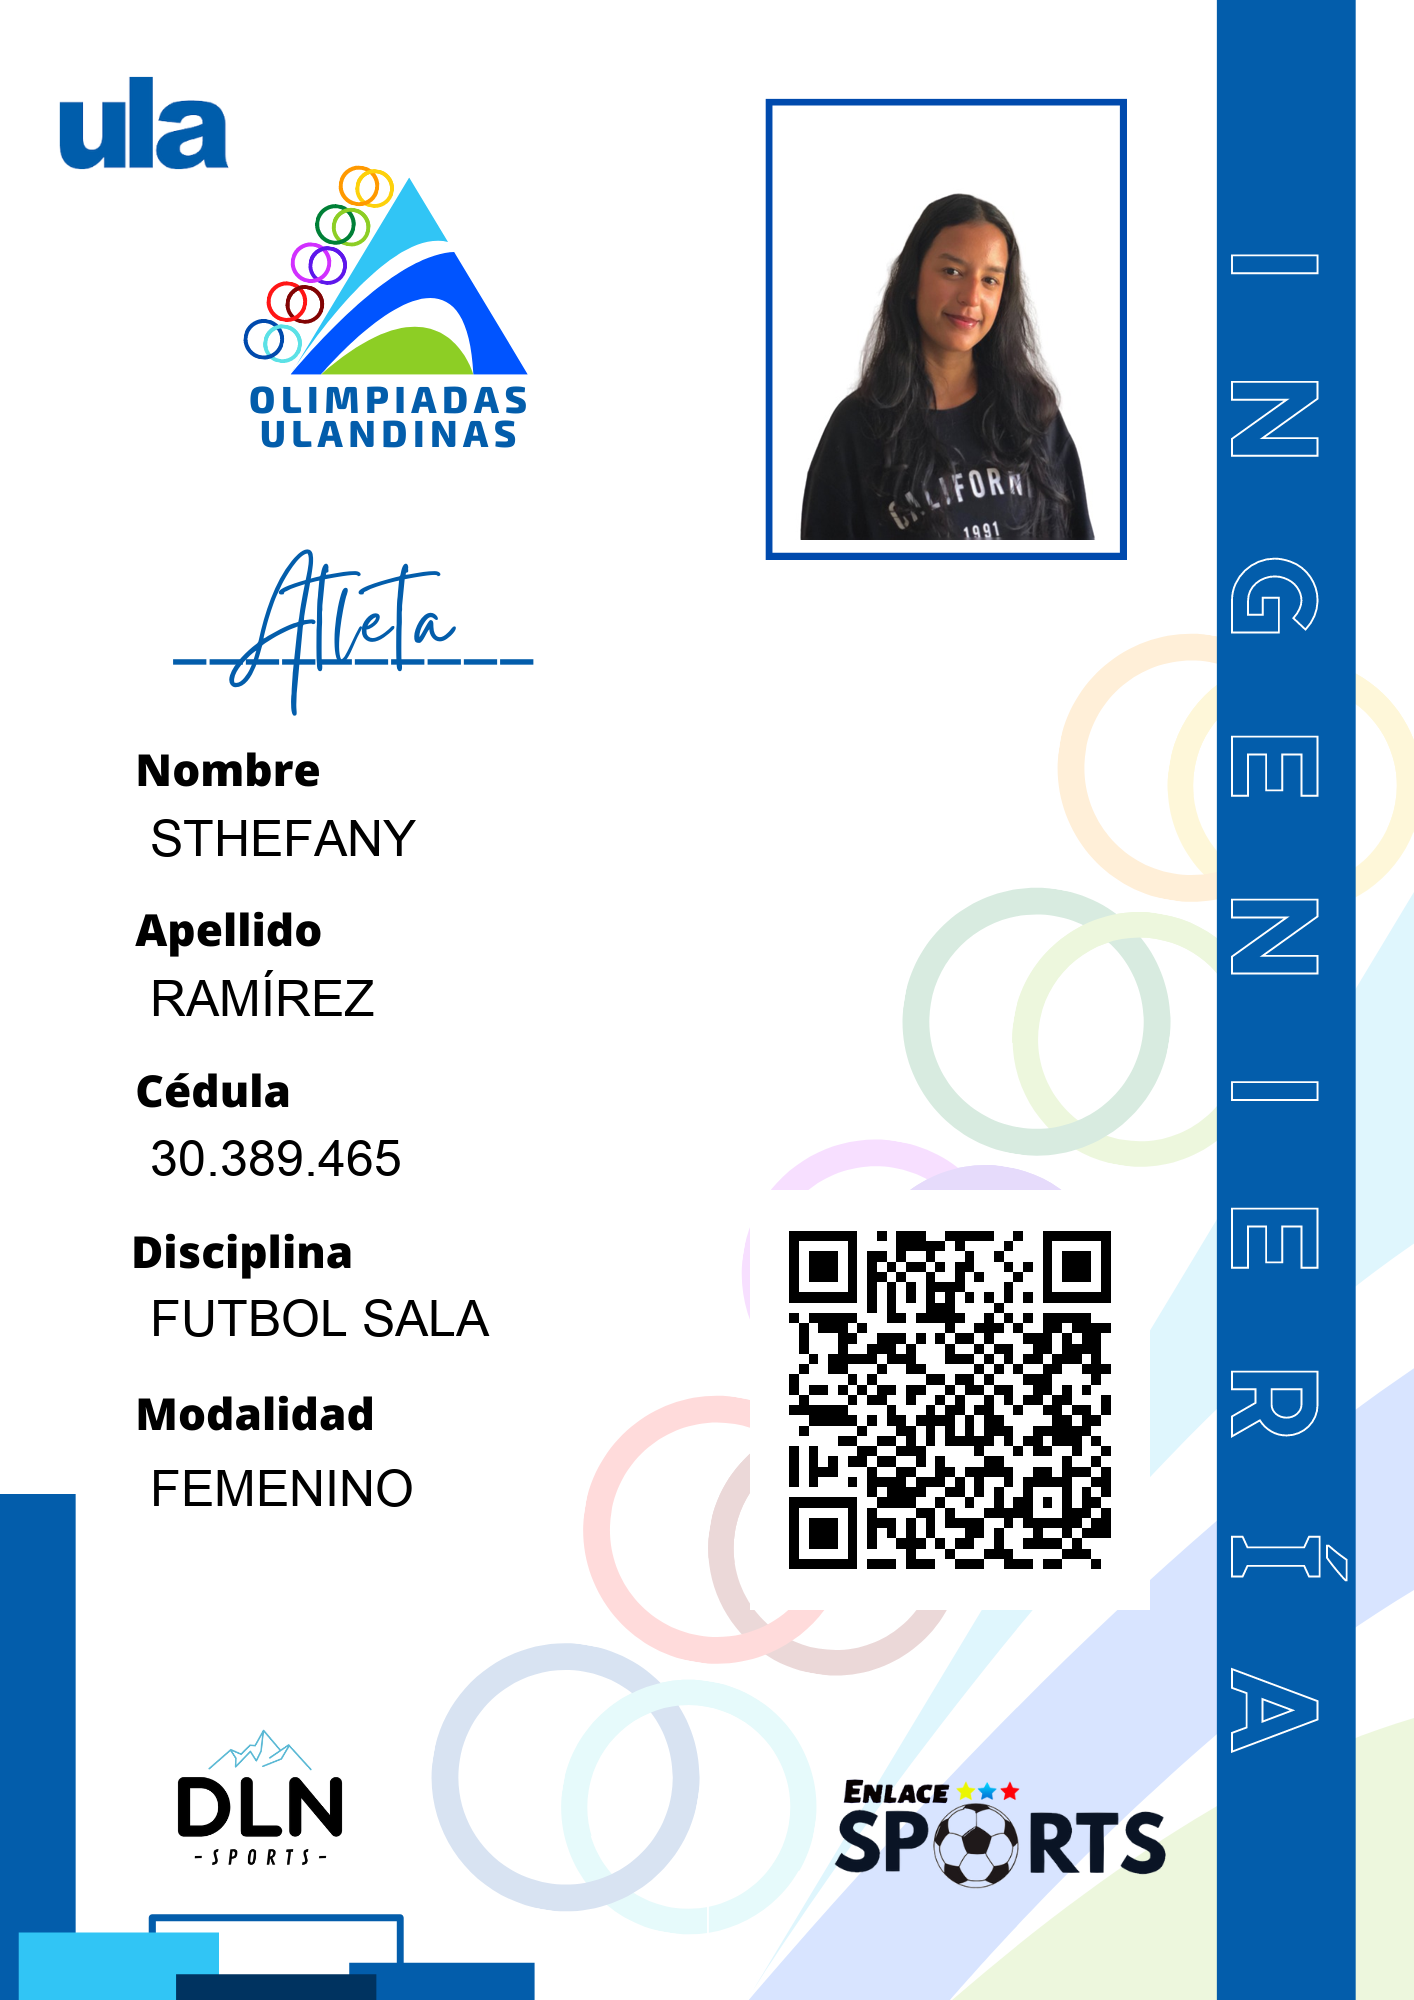 ula
OLIMPIADAS
ULANDINAS
Atleta
Nombre
STHEFANY
Apellido
RAMÍREZ
Cédula
30.389.465
Disciplina
FUTBOL SALA
Modalidad
FEMENINO
CALIFORNI
1991
INGENIERÍA
DLN
-SPORTS-
ENLACE
SPORTS